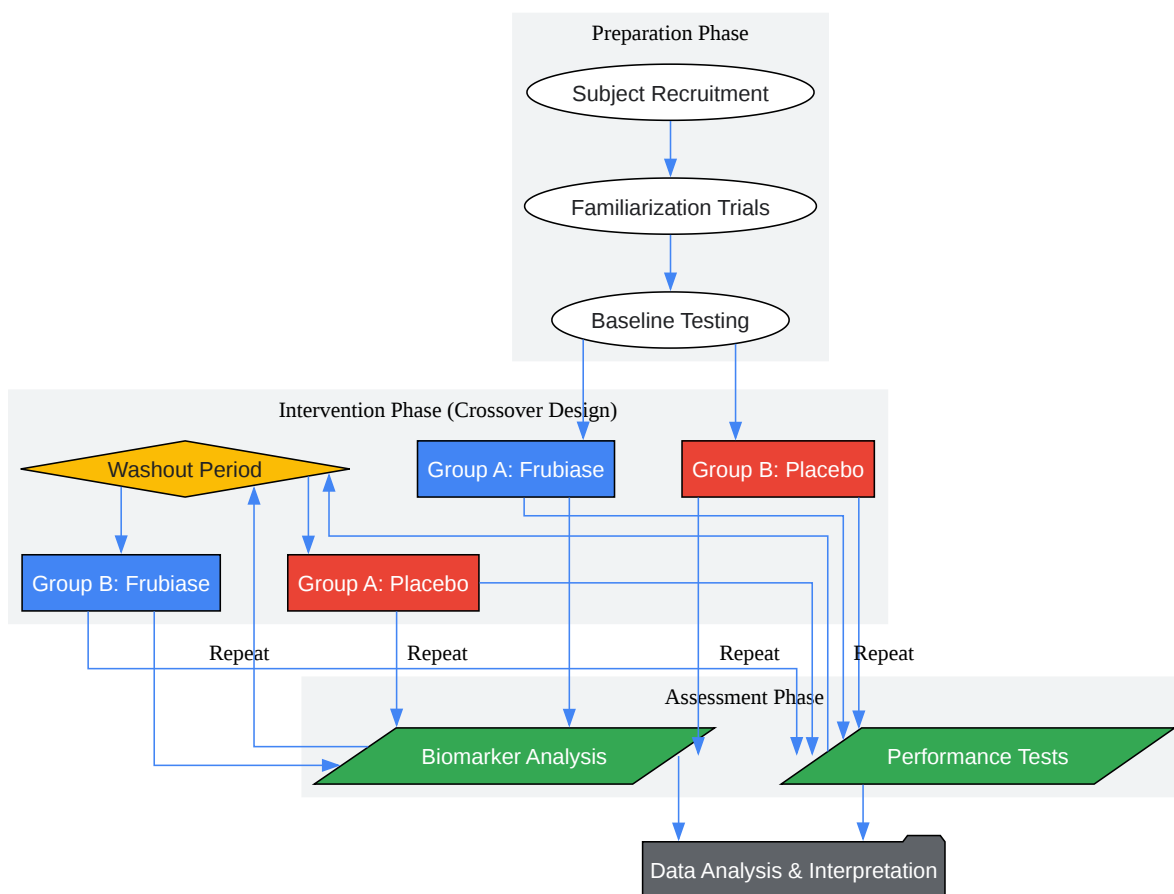 Preparation Phase
Subject Recruitment
Familiarization Trials
Baseline Testing
Intervention Phase (Crossover Design)
Washout Period
Group A: Frubiase
Group B: Placebo
Group B: Frubiase
Group A: Placebo
Repeat
Repeat
Repeat
Repeat
Assessment Phase
Biomarker Analysis
Performance Tests
Data Analysis & Interpretation